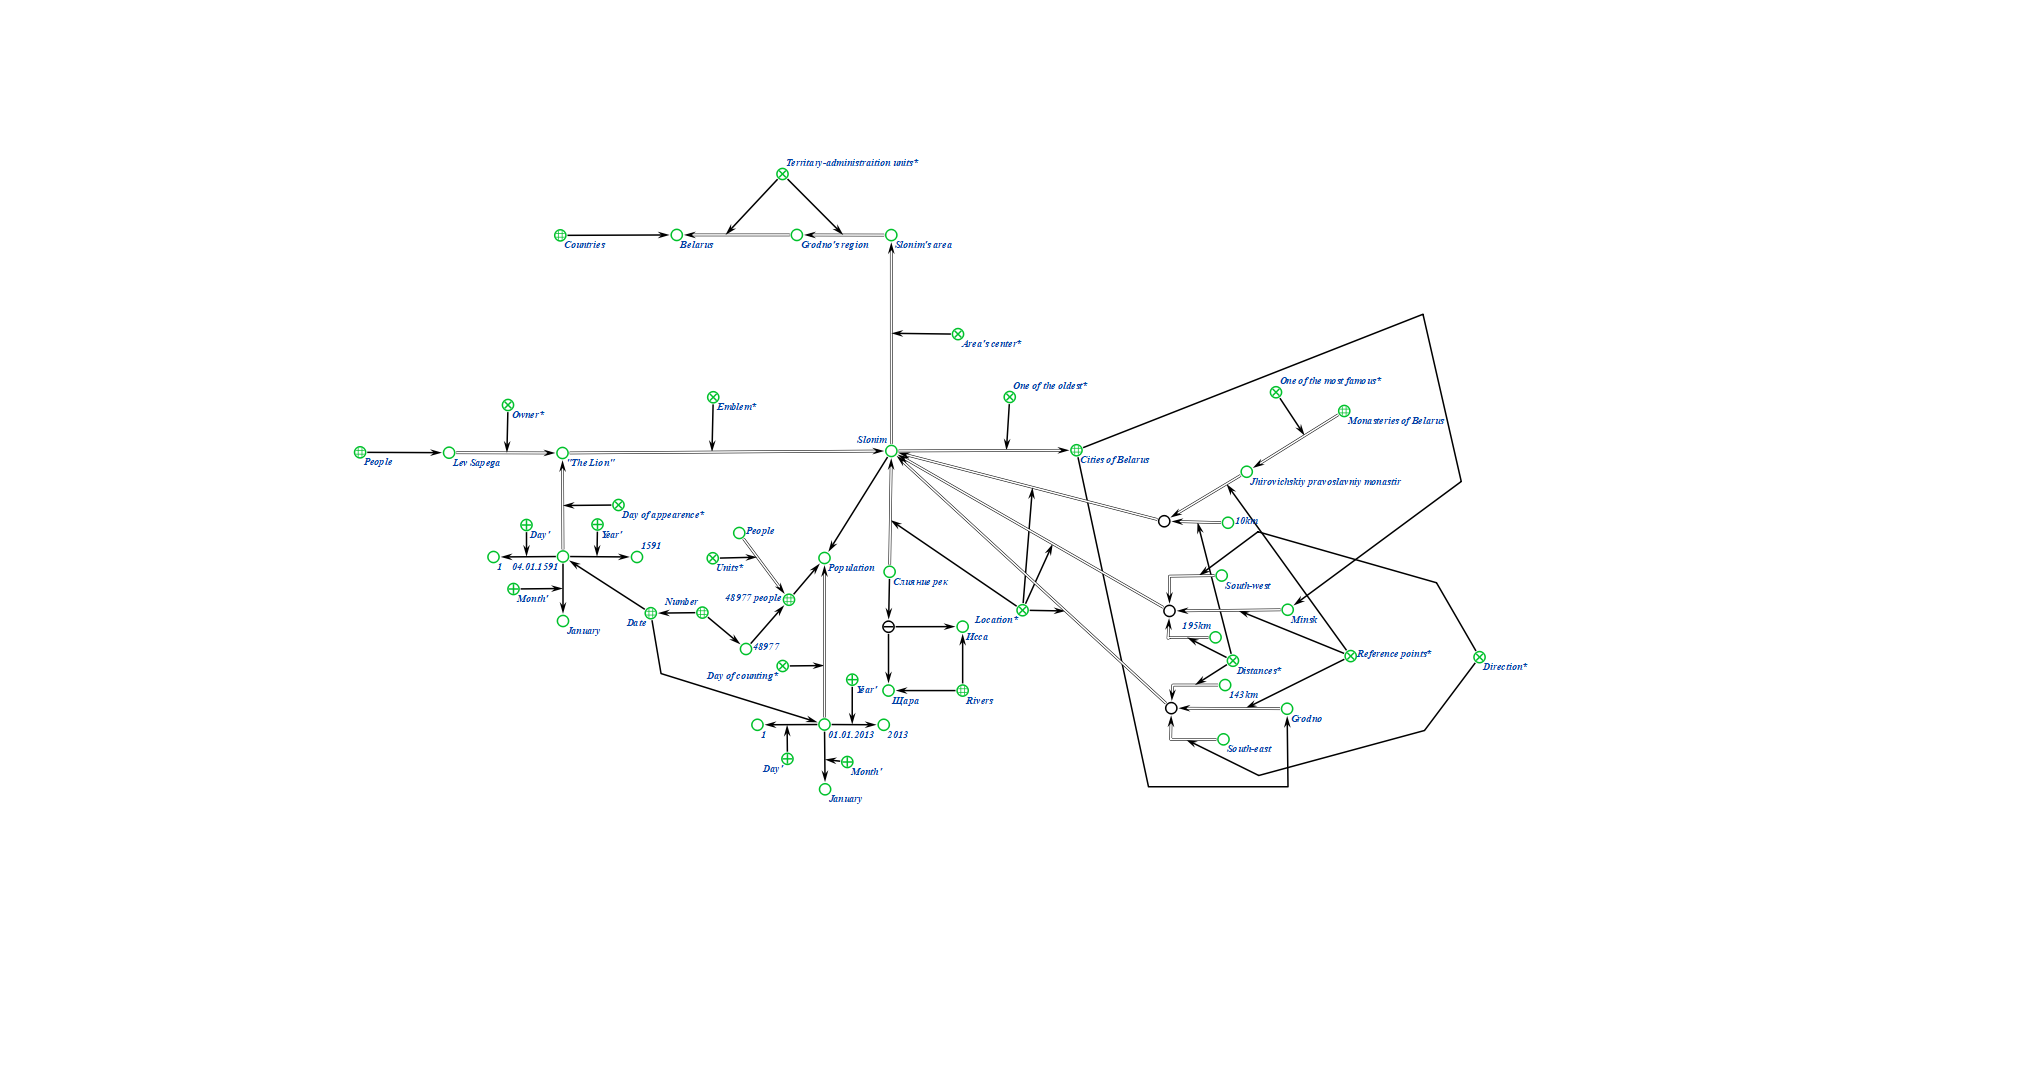 Territary-administraition units*
Countries
Belarus
Grodno's region
Slonim's area
Area's center*
One of the most famous*
One of the oldest*
Owner*
Emblem*
Monasteries of Belarus
Slonim
People
Lev Sapega
"The Lion"
Cities of Belarus
Jhirovichskiy pravoslavniy monastir
Day of appearence*
10km
Day'
Year'
People
1591
1
04.01.1591
Units*
Population
Слияние рек
South-west
Month'
48977 people
Number
Date
Location*
Minsk
195km
January
Исса
48977
Reference points*
Direction*
Day of counting*
Distances*
Year'
Щара
Rivers
143km
Grodno
1
01.01.2013
2013
South-east
Day'
Month'
January